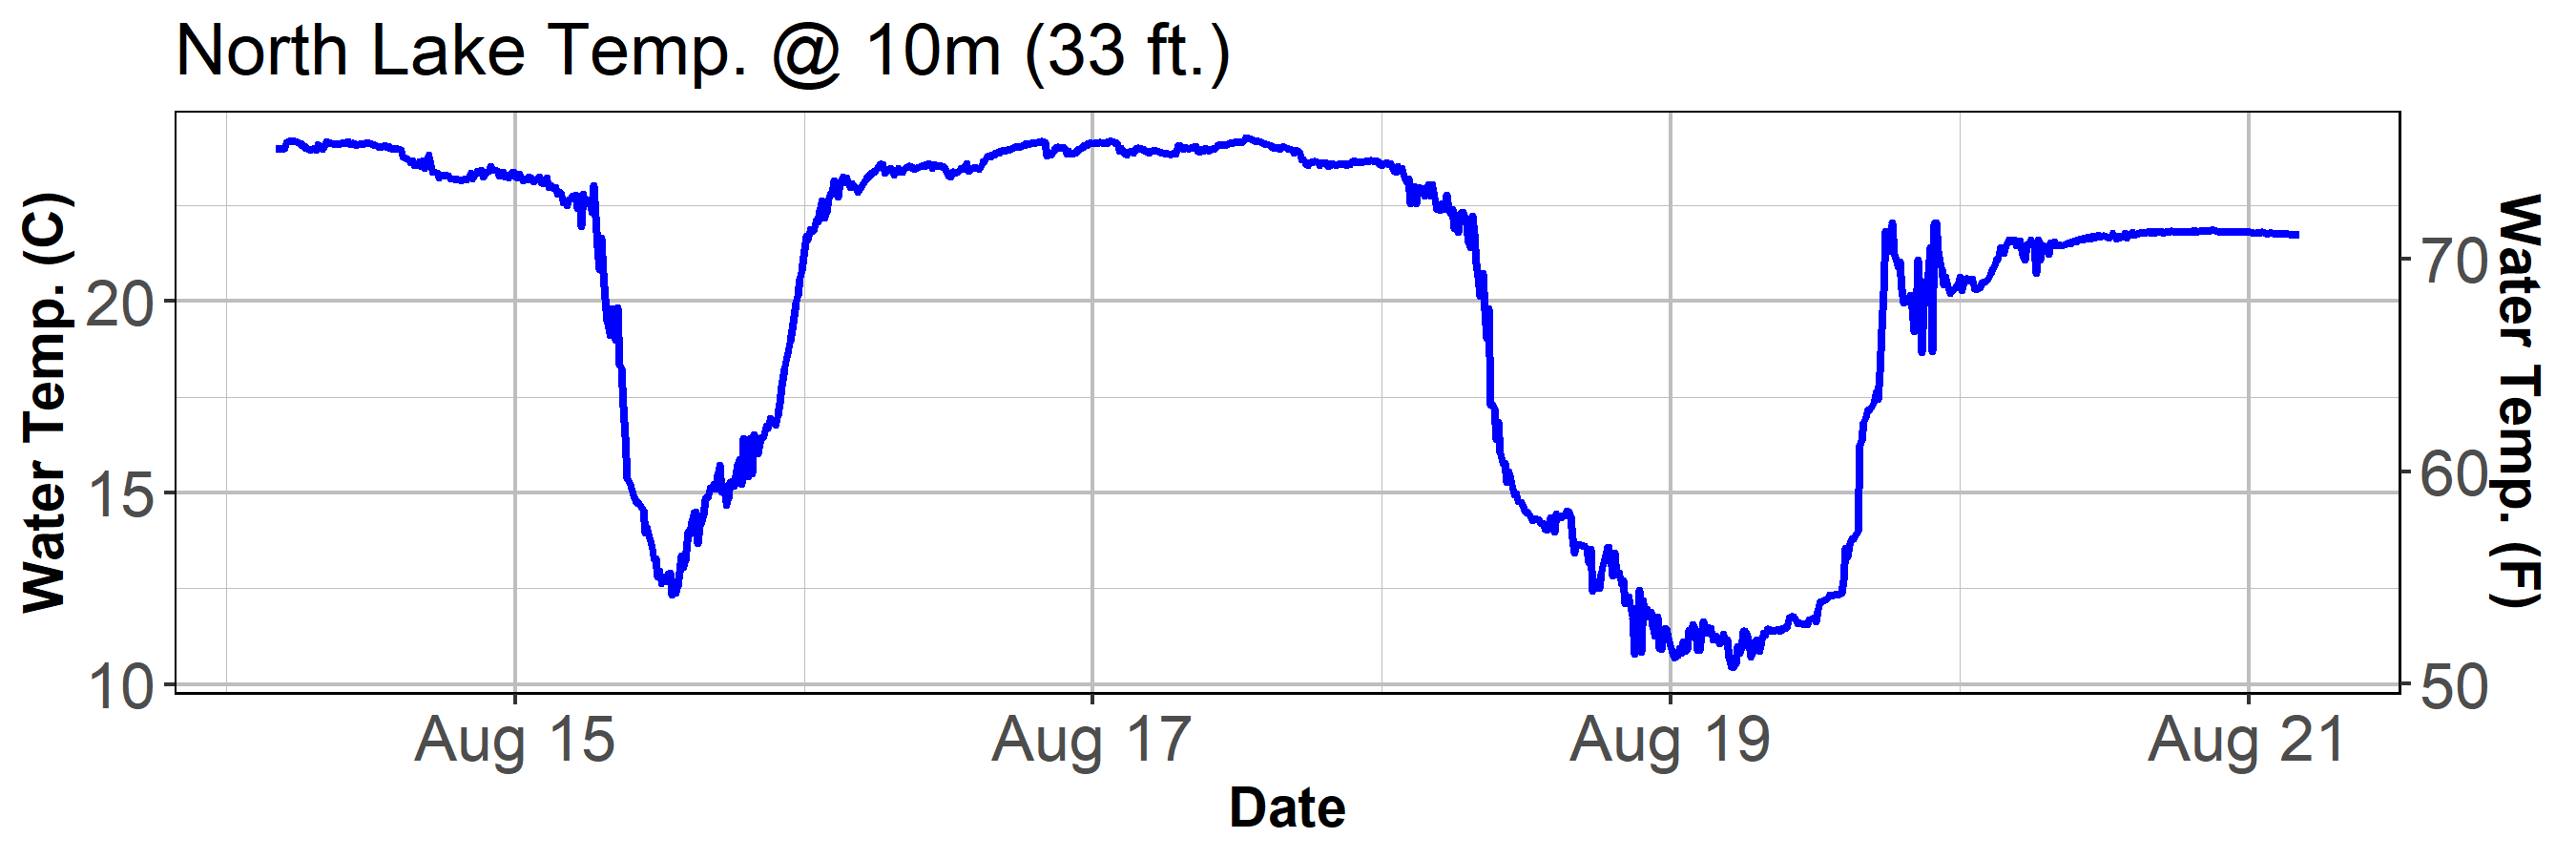 North Lake Temp. @ 10m (33 ft.)
Water Temp. (C)
20
15
10
70
60
50
Water Temp. (F)
Aug 15
Aug 17
Aug 19
Aug 21
Date